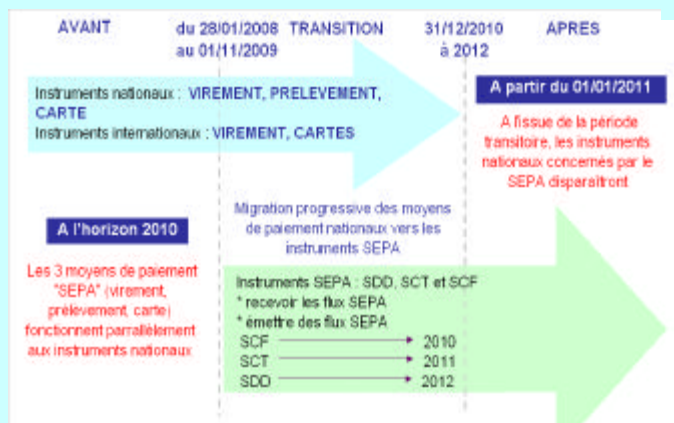 AVANT
du 28/01/2008 TRANSITION
au 01/11/2009
31/12/2010
à 2012
APRES
Instruments nationaux : VIREMENT, PRELEVEMENT,
CARTE
Instruments internationaux : VIREMENT, CARTES
A partir du 01/01/2011
A fissue de la période
transitoire, les instruments
nationaux concernés par le
SEPA disparaîtront
A l'horizon 2010
Les 3 moyens de paiement
"SEPA" (virement,
prélevement, carte)
fonctionnent parrallèlement
aux instruments nationaux
Migration progressive des moyens
de paiement nationaux vers les
instruments SEPA
Instruments SEPA : SDD, SCT et SCF
* recevoir les flux SEPA
* émettre des flux SEPA
SCF 2010
SCT 2011
SDD 2012